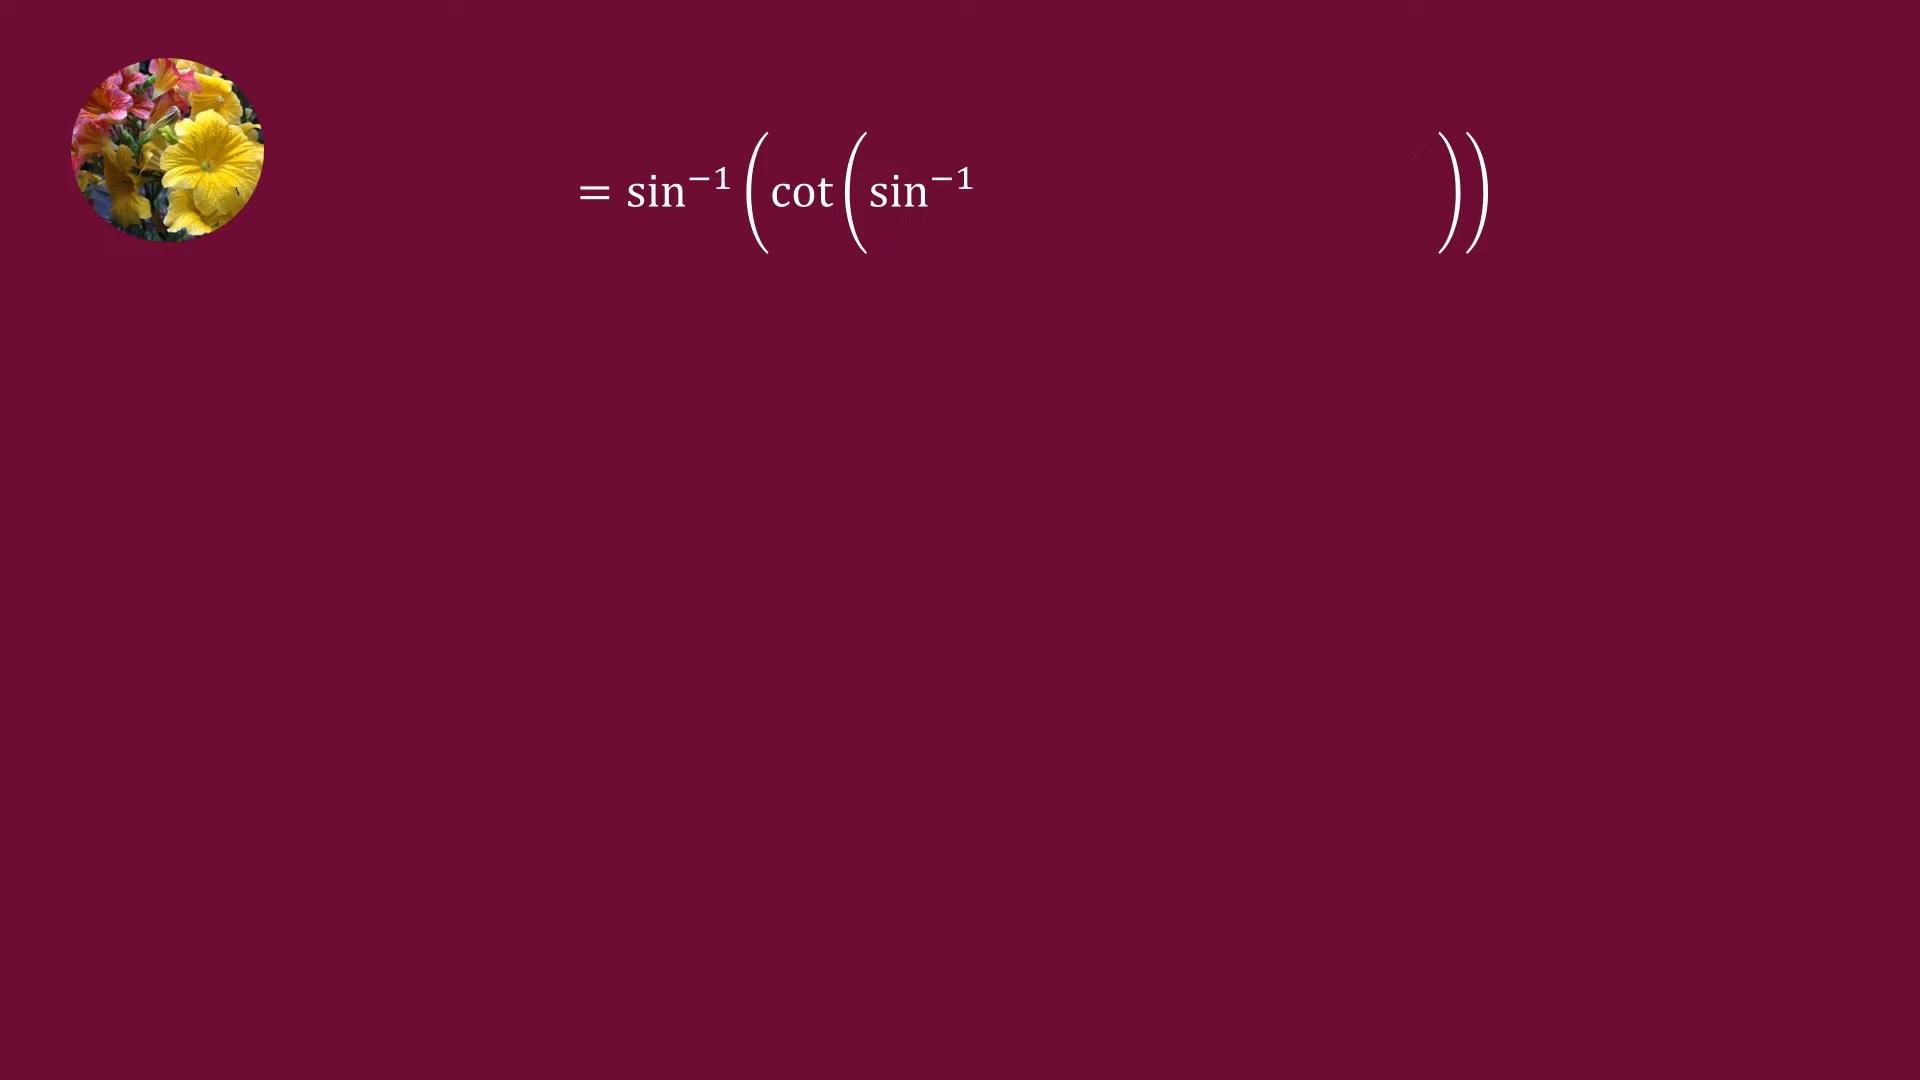 = sin⁻¹(cot(sin⁻¹ ))